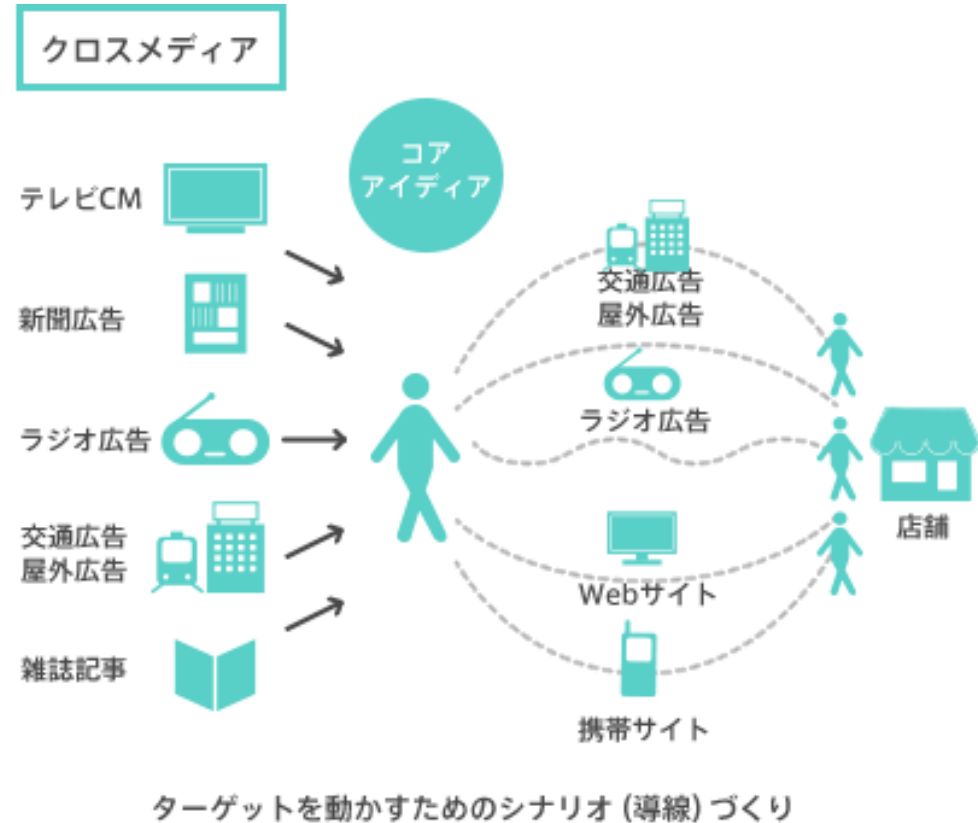 クロスメディア
コア
アイディア
テレビCM
新聞広告
ラジオ広告
交通広告
屋外広告
雑誌記事
交通広告
屋外広告
ラジオ広告
Webサイト
携帯サイト
店舗
ターゲットを動かすためのシナリオ (導線) づくり